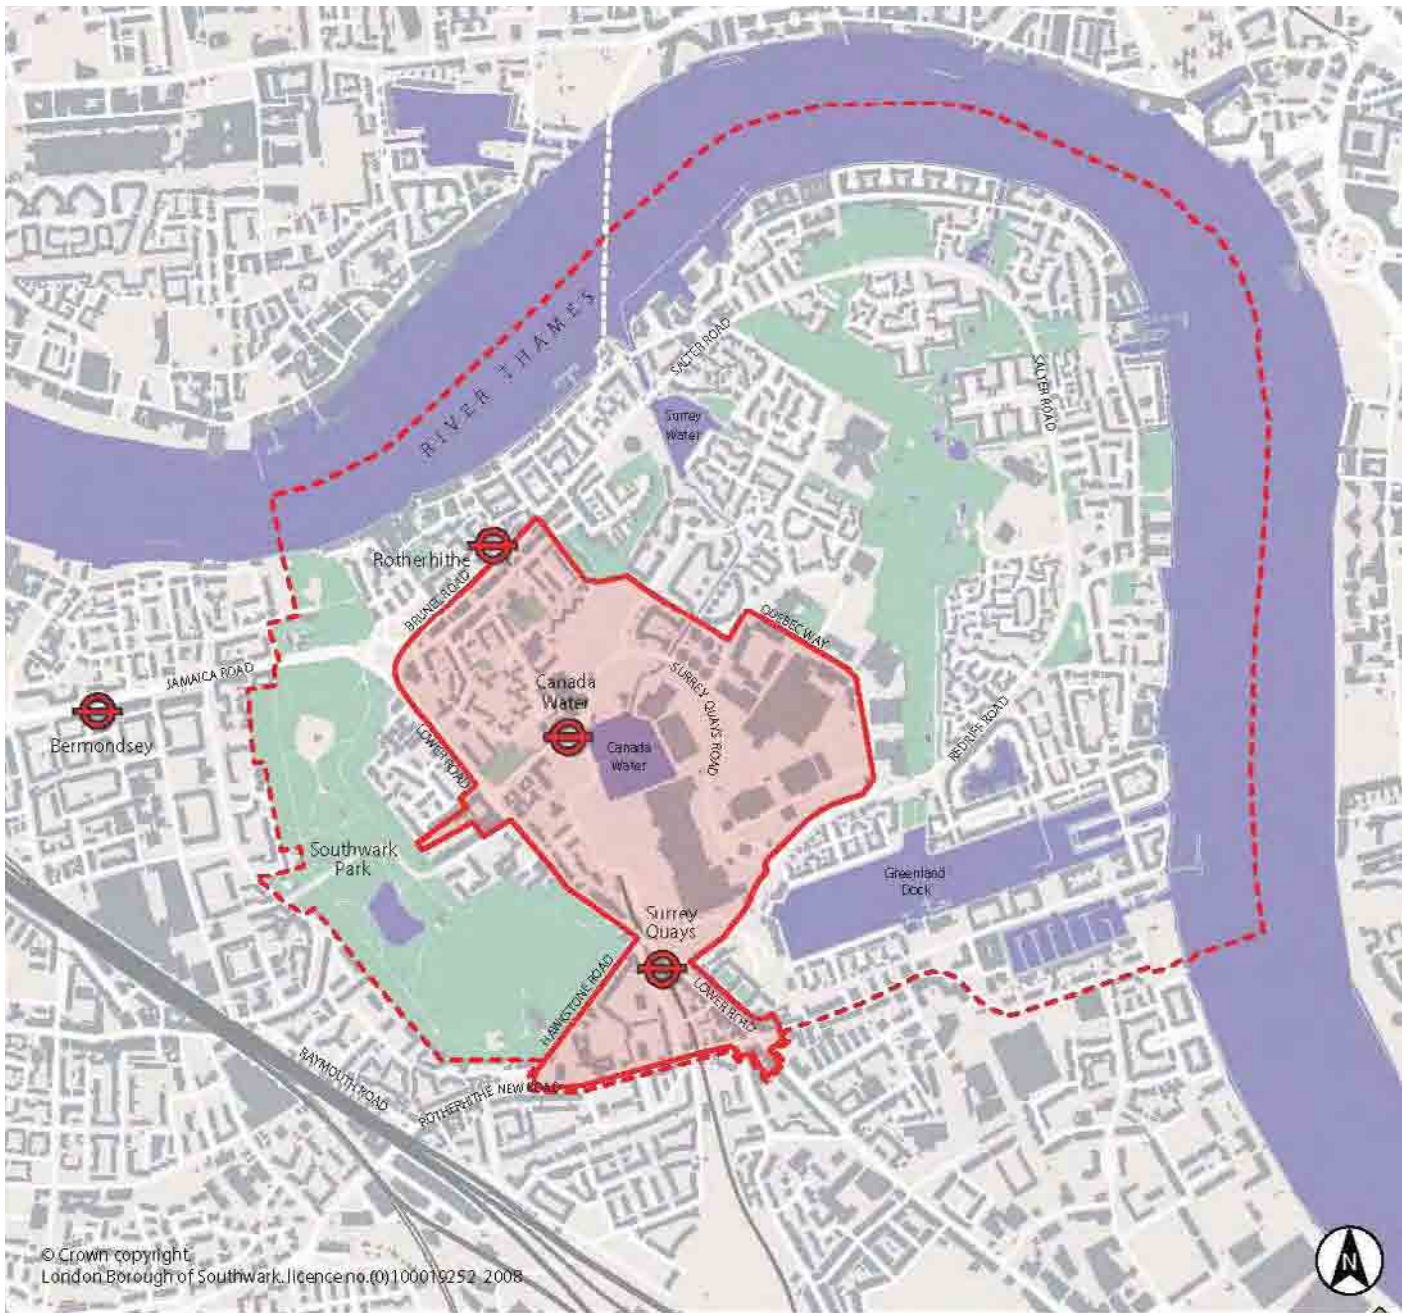 RIVER THAMES
SALTER ROAD
SALTER ROAD
Surrey
Water
Rotherhithe
BRUNEL ROAD
QUEBEC WAY
JAMAICA ROAD
Canada
Water
SURREY QUAYS ROAD
Bermondsey
LOWER ROAD
Canada
Water
REDRIFF ROAD
Southwark
Park
Greenland
Dock
Surrey
Quays
HAWKSTONE ROAD
LOWER ROAD
RAYMOUTH ROAD
ROTHERHITHE NEW ROAD
© Crown copyright.
London Borough of Southwark. licence no.(0)100019252 2008
N